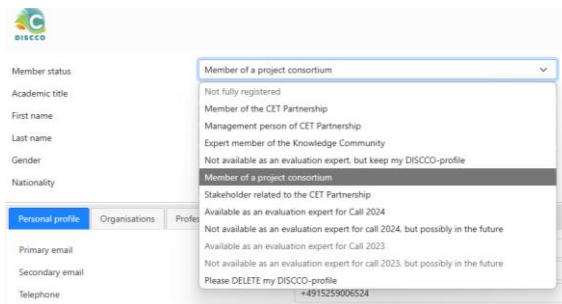 C
DISCCO
Member status
Member of a project consortium
Academic title
First name
Last name
Gender
Nationality
Not fully registered
Member of the CET Partnership
Management person of CET Partnership
Expert member of the Knowledge Community
Not available as an evaluation expert, but keep my DISCCO-profile
Member of a project consortium
Stakeholder related to the CET Partnership
Available as an evaluation expert for Call 2024
Not available as an evaluation expert for call 2024, but possibly in the future
Available as an evaluation expert for Call 2023
Not available as an evaluation expert for call 2023, but possibly in the future
Please DELETE my DISCCO-profile
Personal profile
Organisations
Profes
Primary email
Secondary email
Telephone
+4915259006524